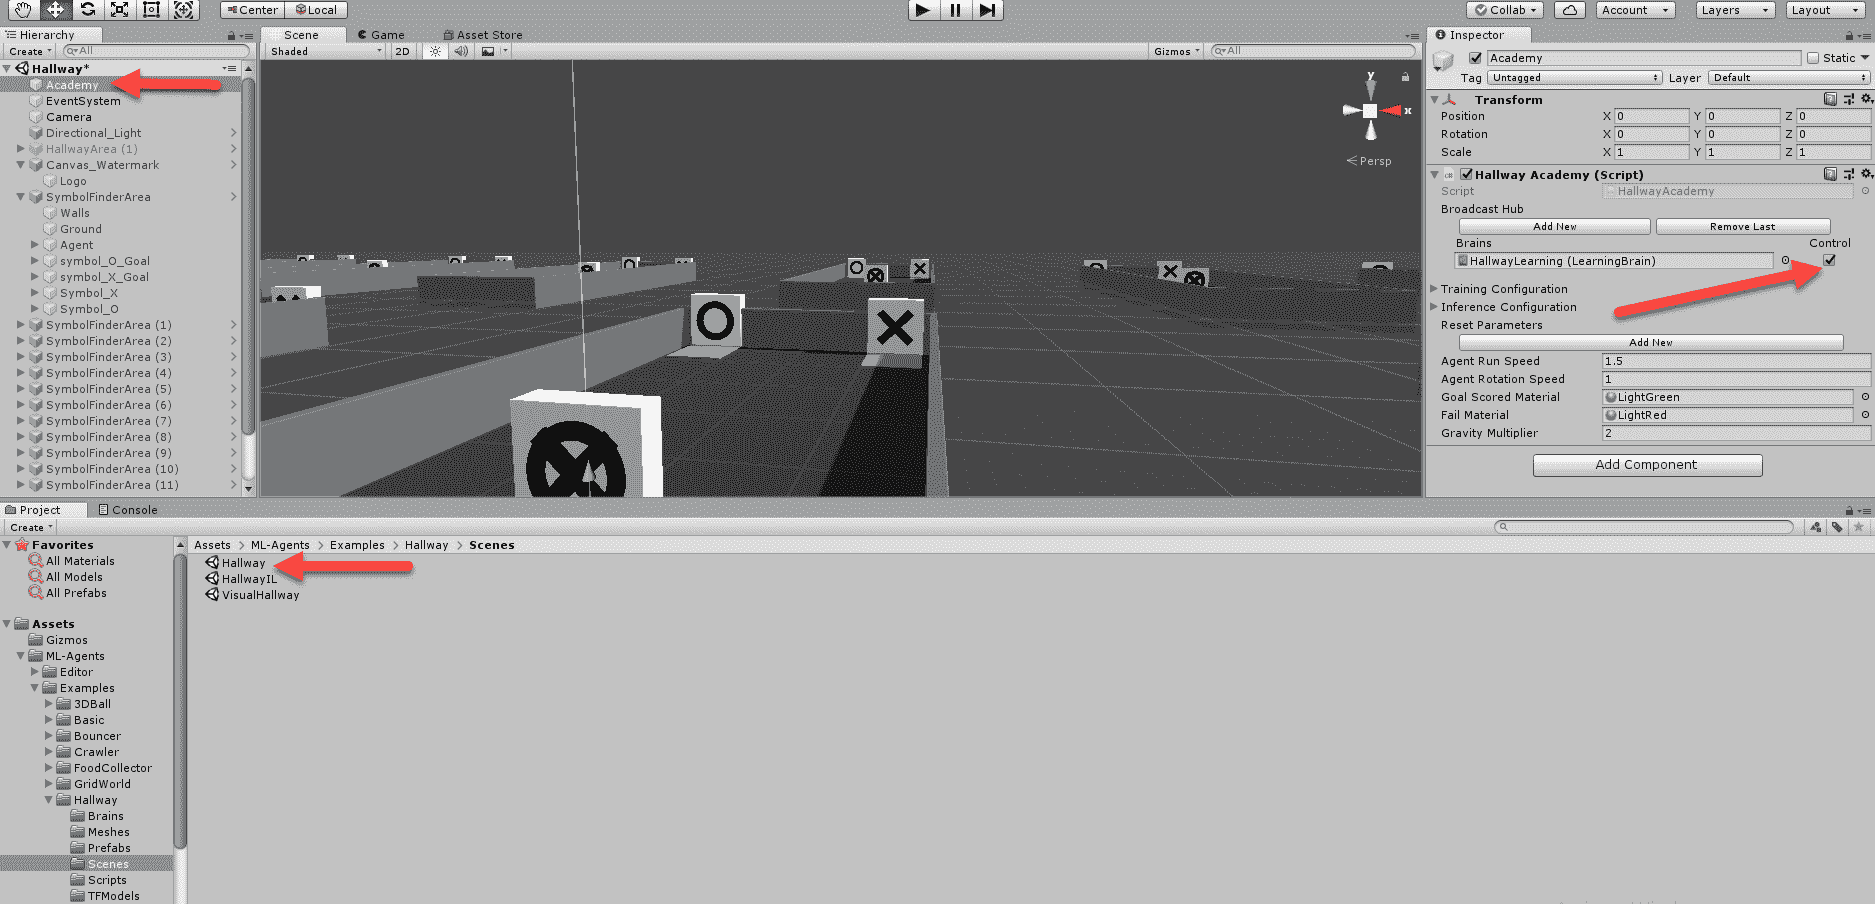 Center Local
Collab Account Layers Layout
Hierarchy
Create All
Hallway*
Academy
EventSystem
Camera
Directional_Light
HallwayArea (1)
Canvas_Watermark
Logo
SymbolFinderArea
Walls
Ground
Agent
symbol_O_Goal
symbol_X_Goal
Symbol_X
Symbol_O
SymbolFinderArea (1)
SymbolFinderArea (2)
SymbolFinderArea (3)
SymbolFinderArea (4)
SymbolFinderArea (5)
SymbolFinderArea (6)
SymbolFinderArea (7)
SymbolFinderArea (8)
SymbolFinderArea (9)
SymbolFinderArea (10)
SymbolFinderArea (11)
Scene Game Asset Store
Shaded 2D Gizmos All
y
x
Persp
Inspector
Academy Static
Tag Untagged Layer Default
Transform
Position X 0 Y 0 Z 0
Rotation X 0 Y 0 Z 0
Scale X 1 Y 1 Z 1
Hallway Academy (Script)
Script HallwayAcademy
Broadcast Hub
Add New Remove Last
Brains Control
HallwayLearning (LearningBrain)
Training Configuration
Inference Configuration
Reset Parameters
Add New
Agent Run Speed 1.5
Agent Rotation Speed 1
Goal Scored Material LightGreen
Fail Material LightRed
Gravity Multiplier 2
Add Component
Project Console
Create
Favorites
All Materials
All Models
All Prefabs
Assets
Gizmos
ML-Agents
Editor
Examples
3DBall
Basic
Bouncer
Crawler
FoodCollector
GridWorld
Hallway
Brains
Meshes
Prefabs
Scenes
Scripts
TFModels
Assets > ML-Agents > Examples > Hallway > Scenes
Hallway
HallwayIL
VisualHallway